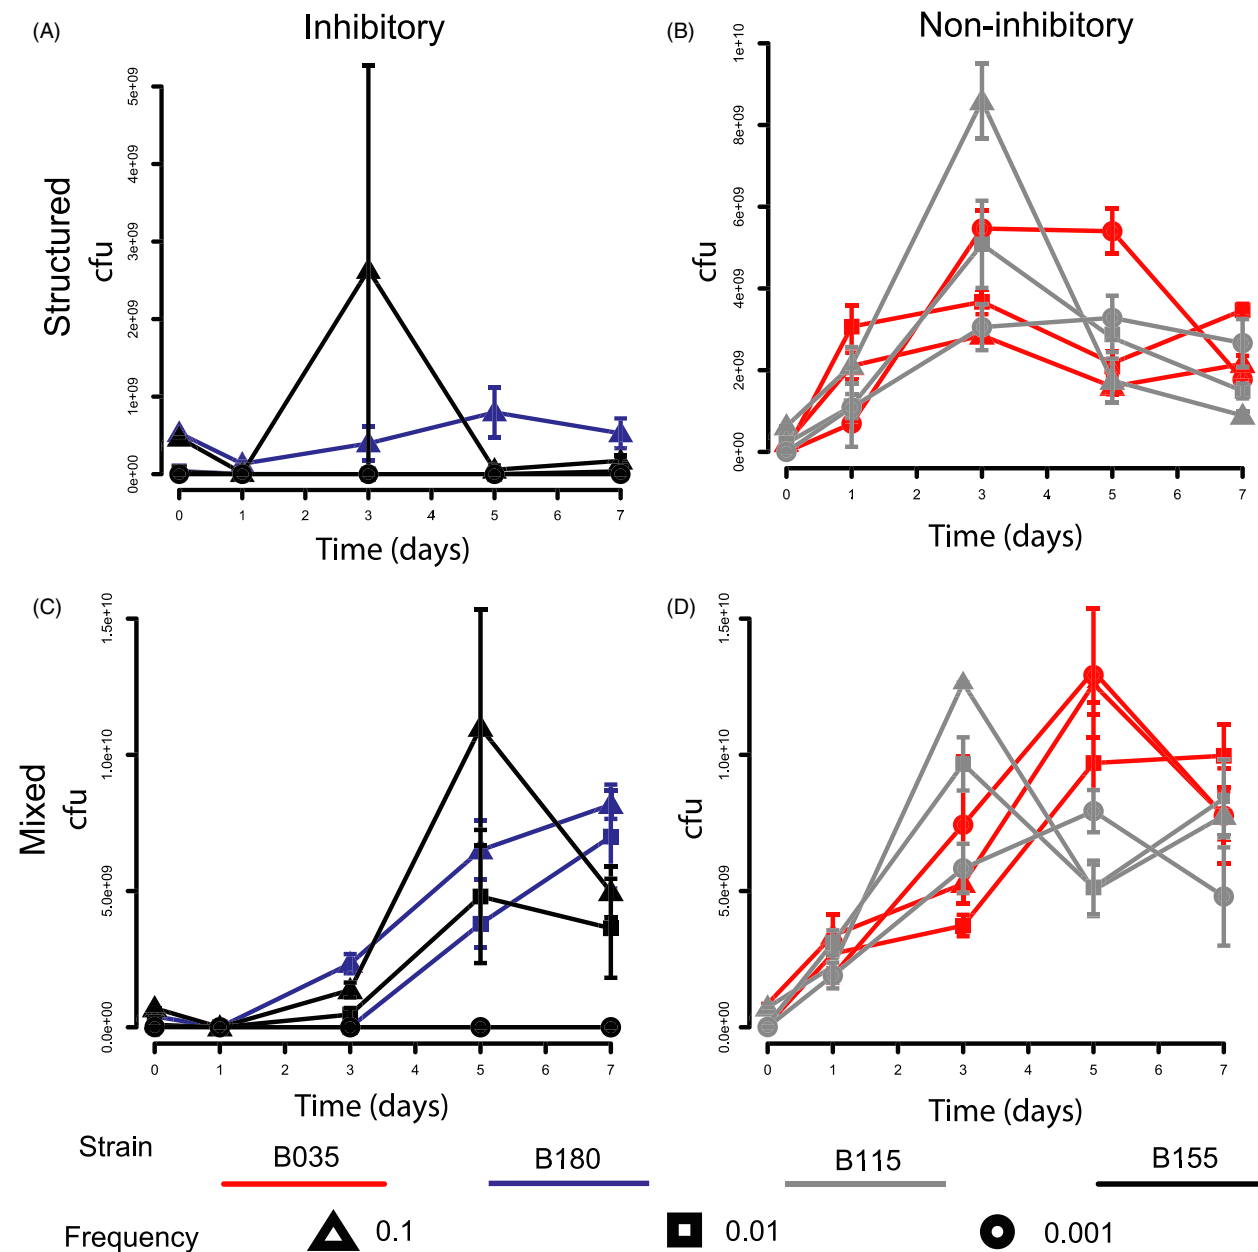 (A)
Inhibitory
(B)
Non-inhibitory
Structured
cfu
0e+00
1e+09
2e+09
3e+09
4e+09
5e+09
0 1 2 3 4 5 6 7
Time (days)
cfu
0e+00
2e+09
4e+09
6e+09
8e+09
1e+10
0 1 2 3 4 5 6 7
Time (days)
(C)
(D)
Mixed
cfu
0.0e+00
5.0e+09
1.0e+10
1.5e+10
0 1 2 3 4 5 6 7
Time (days)
cfu
0.0e+00
5.0e+09
1.0e+10
1.5e+10
0 1 2 3 4 5 6 7
Time (days)
Strain
B035
B180
B115
B155
Frequency
0.1
0.01
0.001